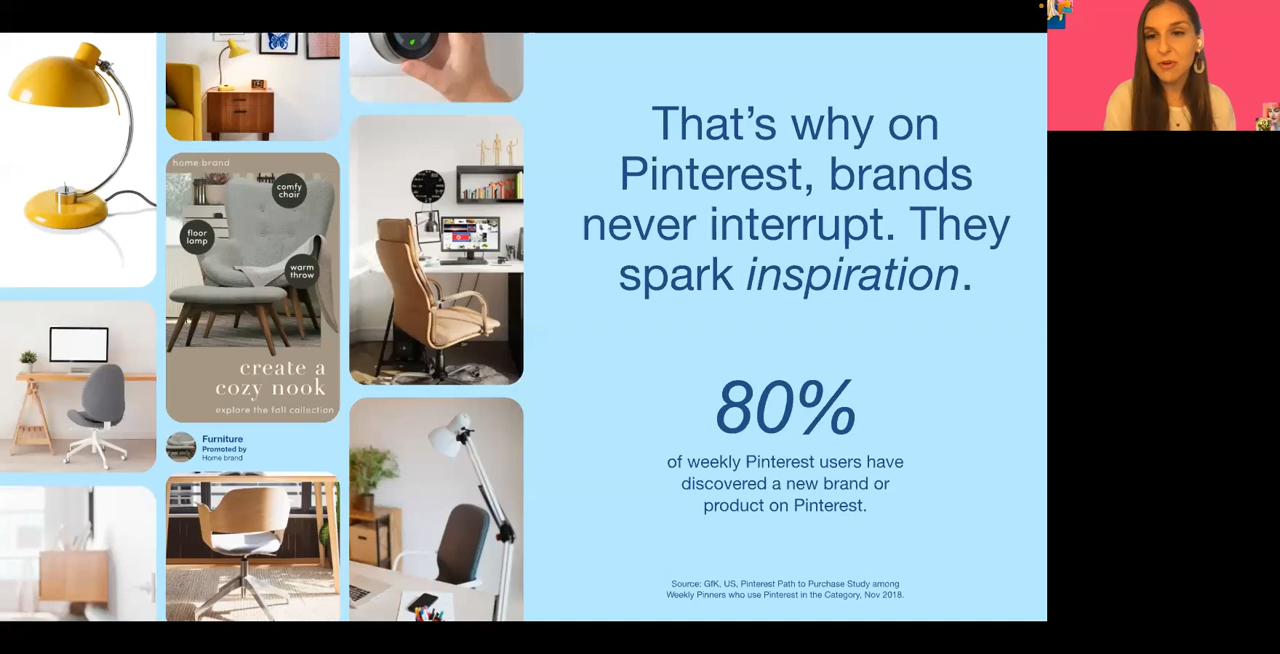 home brand
comfy
chair
floor
lamp
warm
throw
create a
cozy nook
explore the fall collection
Furniture
Promoted by
Home brand
That's why on
Pinterest, brands
never interrupt. They
spark inspiration.
80%
of weekly Pinterest users have
discovered a new brand or
product on Pinterest.
Source: GfK, US, Pinterest Path to Purchase Study among
Weekly Pinners who use Pinterest in the Category, Nov 2018.